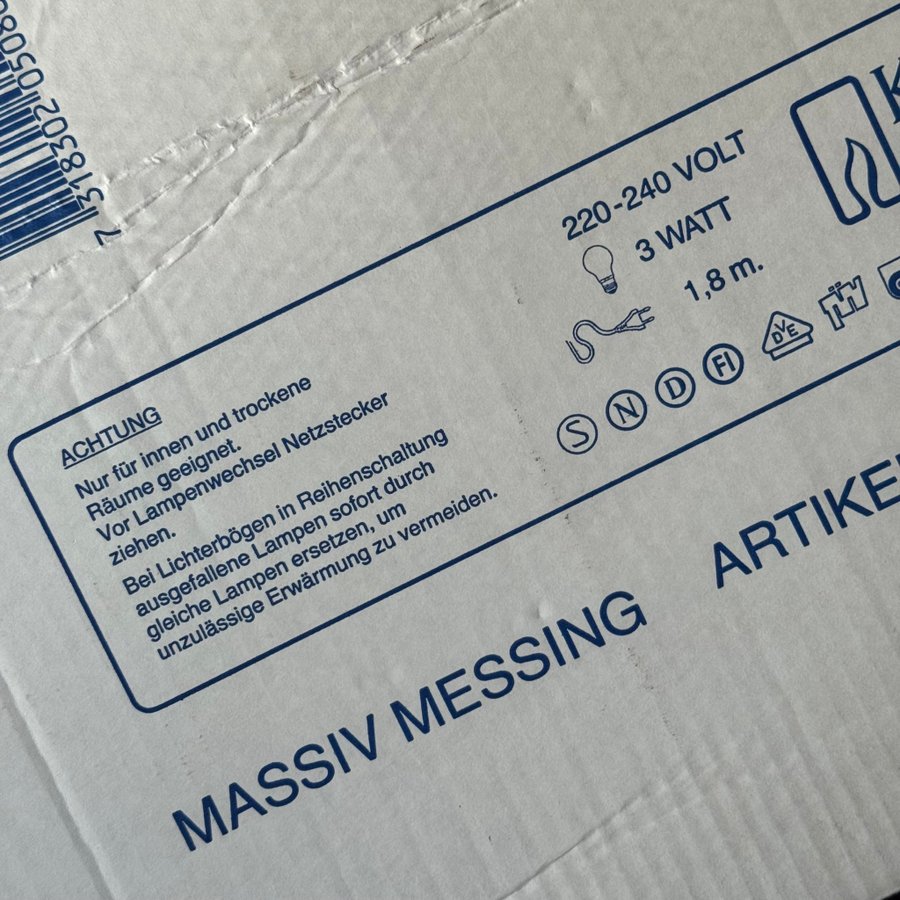 7 318302 0508
220-240 VOLT
3 WATT
1,8 m.
S N D FI
DVE
ACHTUNG
Nur für innen und trockene
Räume geeignet.
Vor Lampenwechsel Netzstecker
ziehen.
Bei Lichterbögen in Reihenschaltung
ausgefallene Lampen sofort durch
gleiche Lampen ersetzen, um
unzulässige Erwärmung zu vermeiden.
MASSIV MESSING